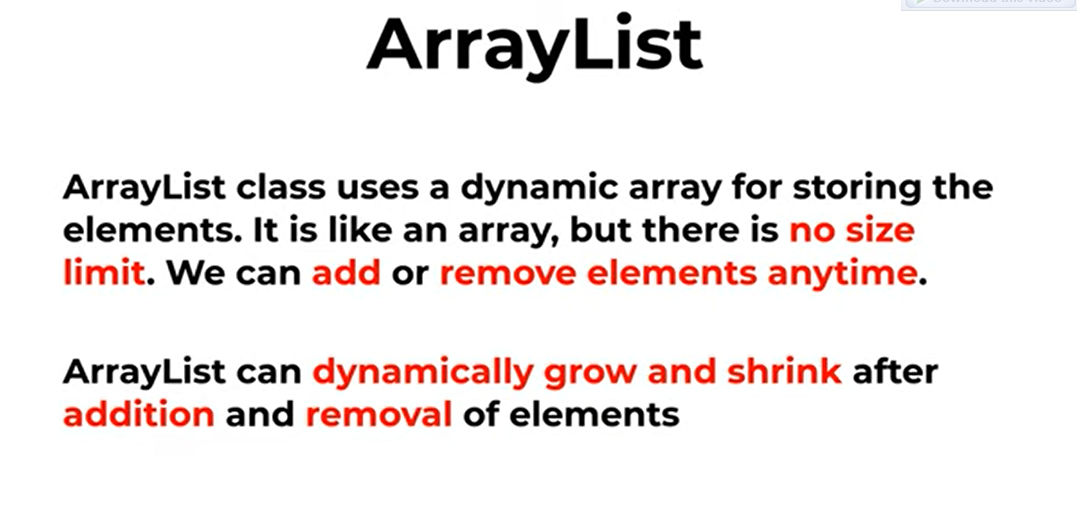 ArrayList
ArrayList class uses a dynamic array for storing the
elements. It is like an array, but there is no size
limit. We can add or remove elements anytime.
ArrayList can dynamically grow and shrink after
addition and removal of elements